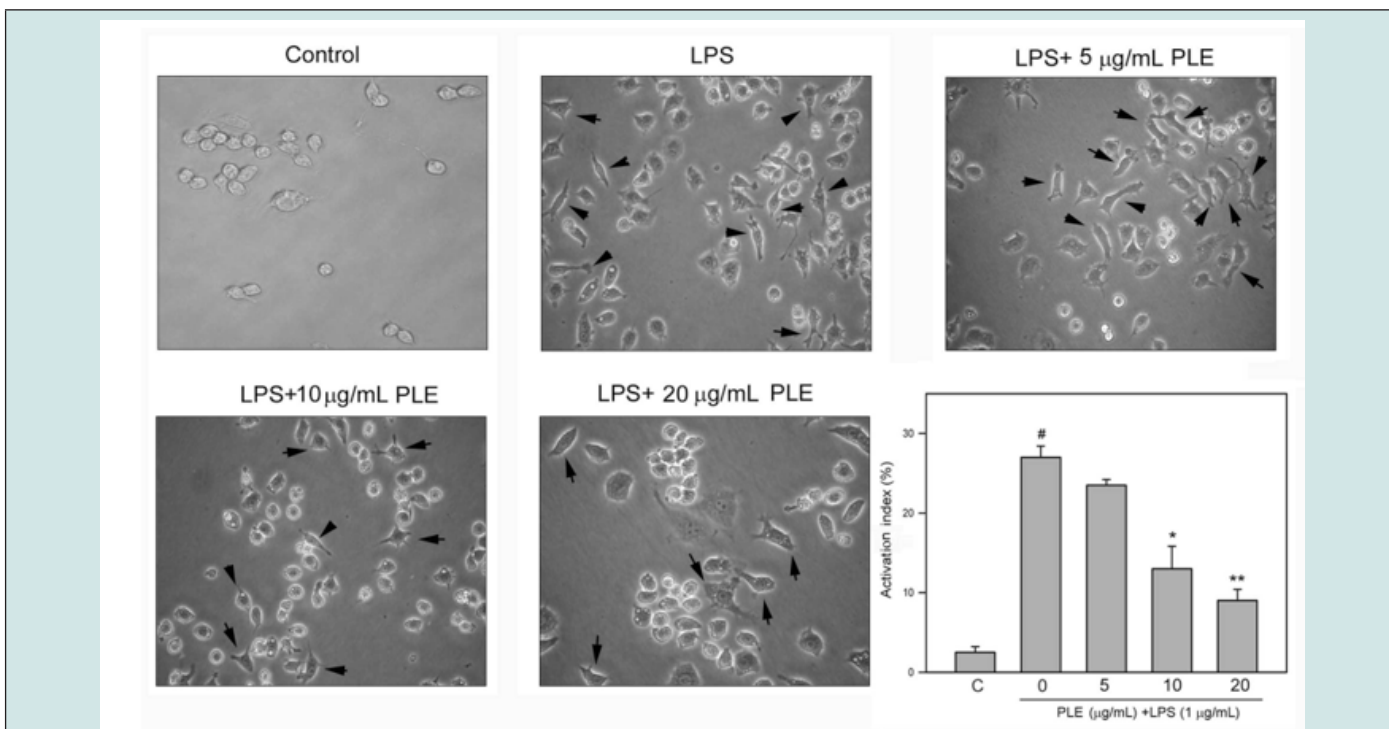 Control
LPS
LPS+ 5 μg/mL PLE
LPS+10 μg/mL PLE
LPS+ 20 μg/mL PLE
Activation index (%)
30
20
10
0
#
*
**
C 0 5 10 20
PLE (μg/mL) +LPS (1 μg/mL)